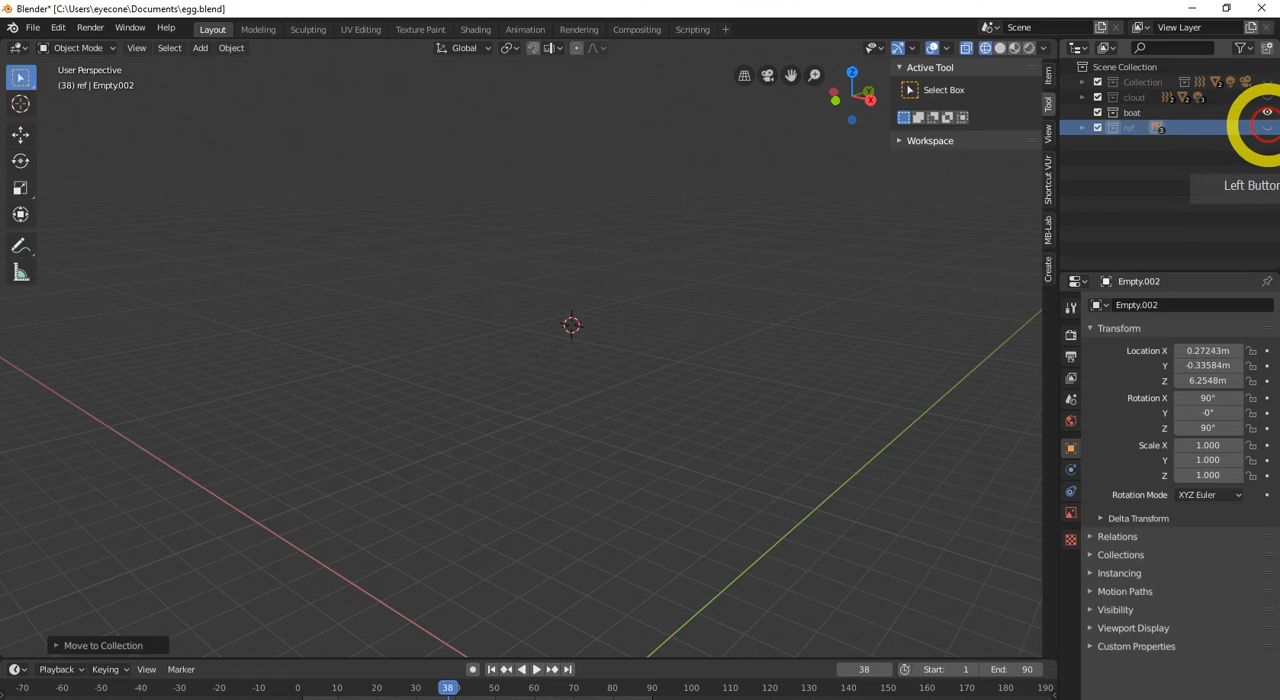 Blender* [C:\Users\eyecone\Documents\egg.blend]
File Edit Render Window Help Layout Modeling Sculpting UV Editing Texture Paint Shading Animation Rendering Compositing Scripting + Scene View Layer
Object Mode View Select Add Object Global
User Perspective
(38) ref | Empty.002
Active Tool
Select Box
Workspace
Item
Tool
View
Shortcut VUr
MB-Lab
Create
Z
Y
X
Scene Collection
Collection 2
cloud 2 2 3
boat
ref 3
Left Button
Empty.002
Empty.002
Transform
Location X 0.27243m
Y -0.33584m
Z 6.2548m
Rotation X 90°
Y -0°
Z 90°
Scale X 1.000
Y 1.000
Z 1.000
Rotation Mode XYZ Euler
Delta Transform
Relations
Collections
Instancing
Motion Paths
Visibility
Viewport Display
Custom Properties
Move to Collection
Playback Keying View Marker 38 Start: 1 End: 90
-70 -60 -50 -40 -30 -20 -10 0 10 20 30 38 50 60 70 80 90 100 110 120 130 140 150 160 170 180 190